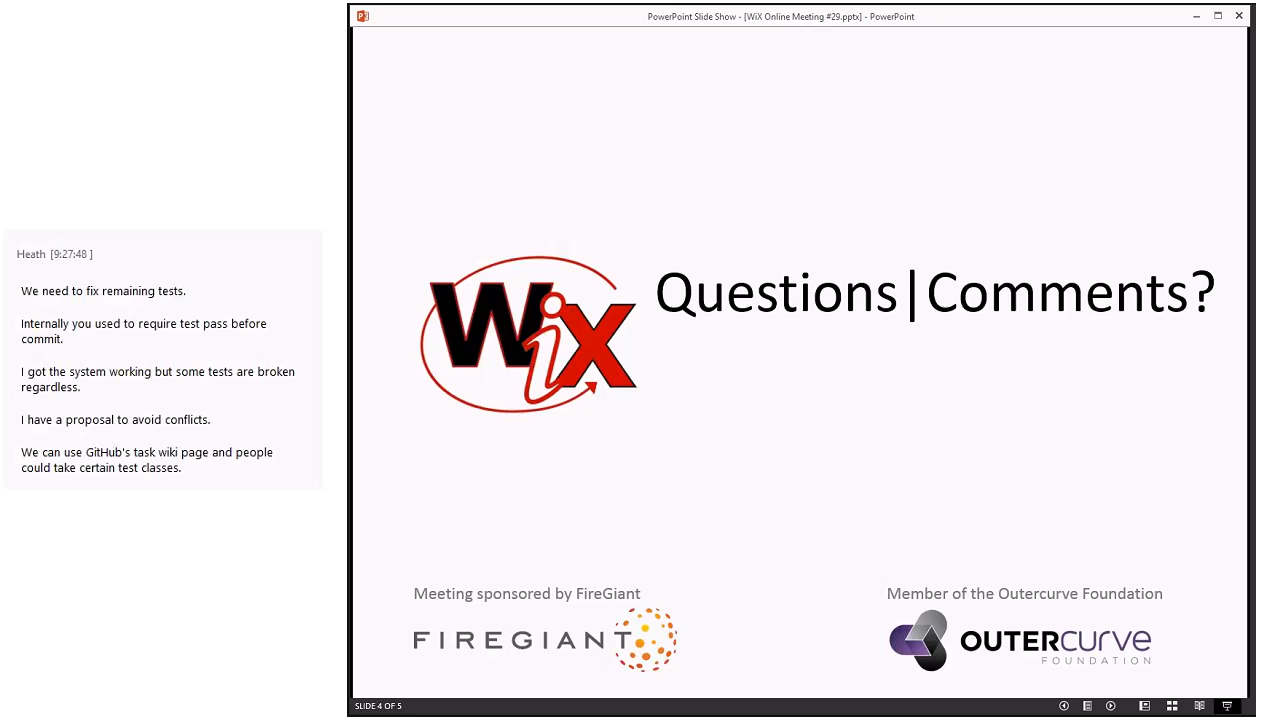 PowerPoint Slide Show - [WiX Online Meeting #29.pptx] - PowerPoint
Heath [9:27:48 ]
We need to fix remaining tests.
Internally you used to require test pass before
commit.
I got the system working but some tests are broken
regardless.
I have a proposal to avoid conflicts.
We can use GitHub's task wiki page and people
could take certain test classes.
WiX
Questions|Comments?
Meeting sponsored by FireGiant
FIREGIANT
Member of the Outercurve Foundation
OUTERCURVE
FOUNDATION
SLIDE 4 OF 5